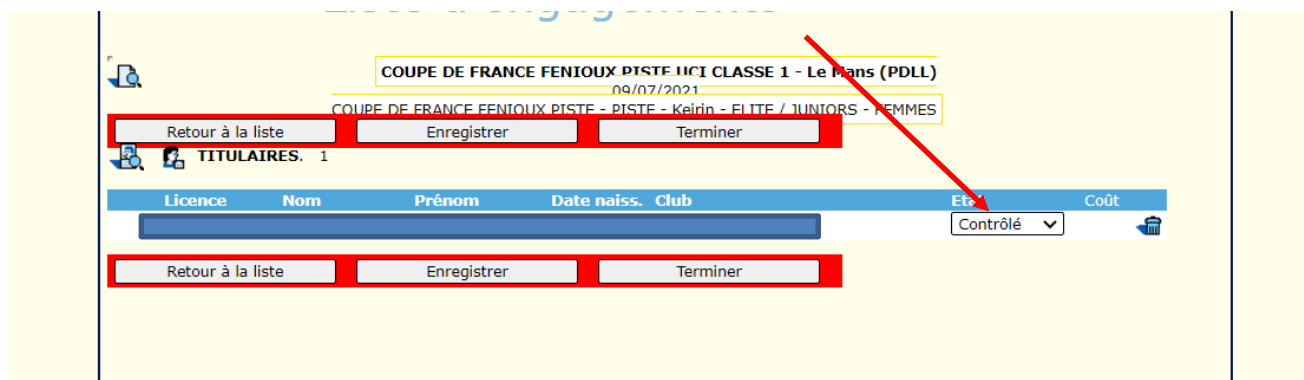 COUPE DE FRANCE FENIOUX PISTE UCI CLASSE 1 - Le Mans (PDLL)
09/07/2021
COUPE DE FRANCE FENIOUX PISTE - PISTE - Keirin - ELITE / JUNIORS - FEMMES
Retour à la liste Enregistrer Terminer
TITULAIRES. 1
Licence Nom Prénom Date naiss. Club Etat Coût
Contrôlé
Retour à la liste Enregistrer Terminer